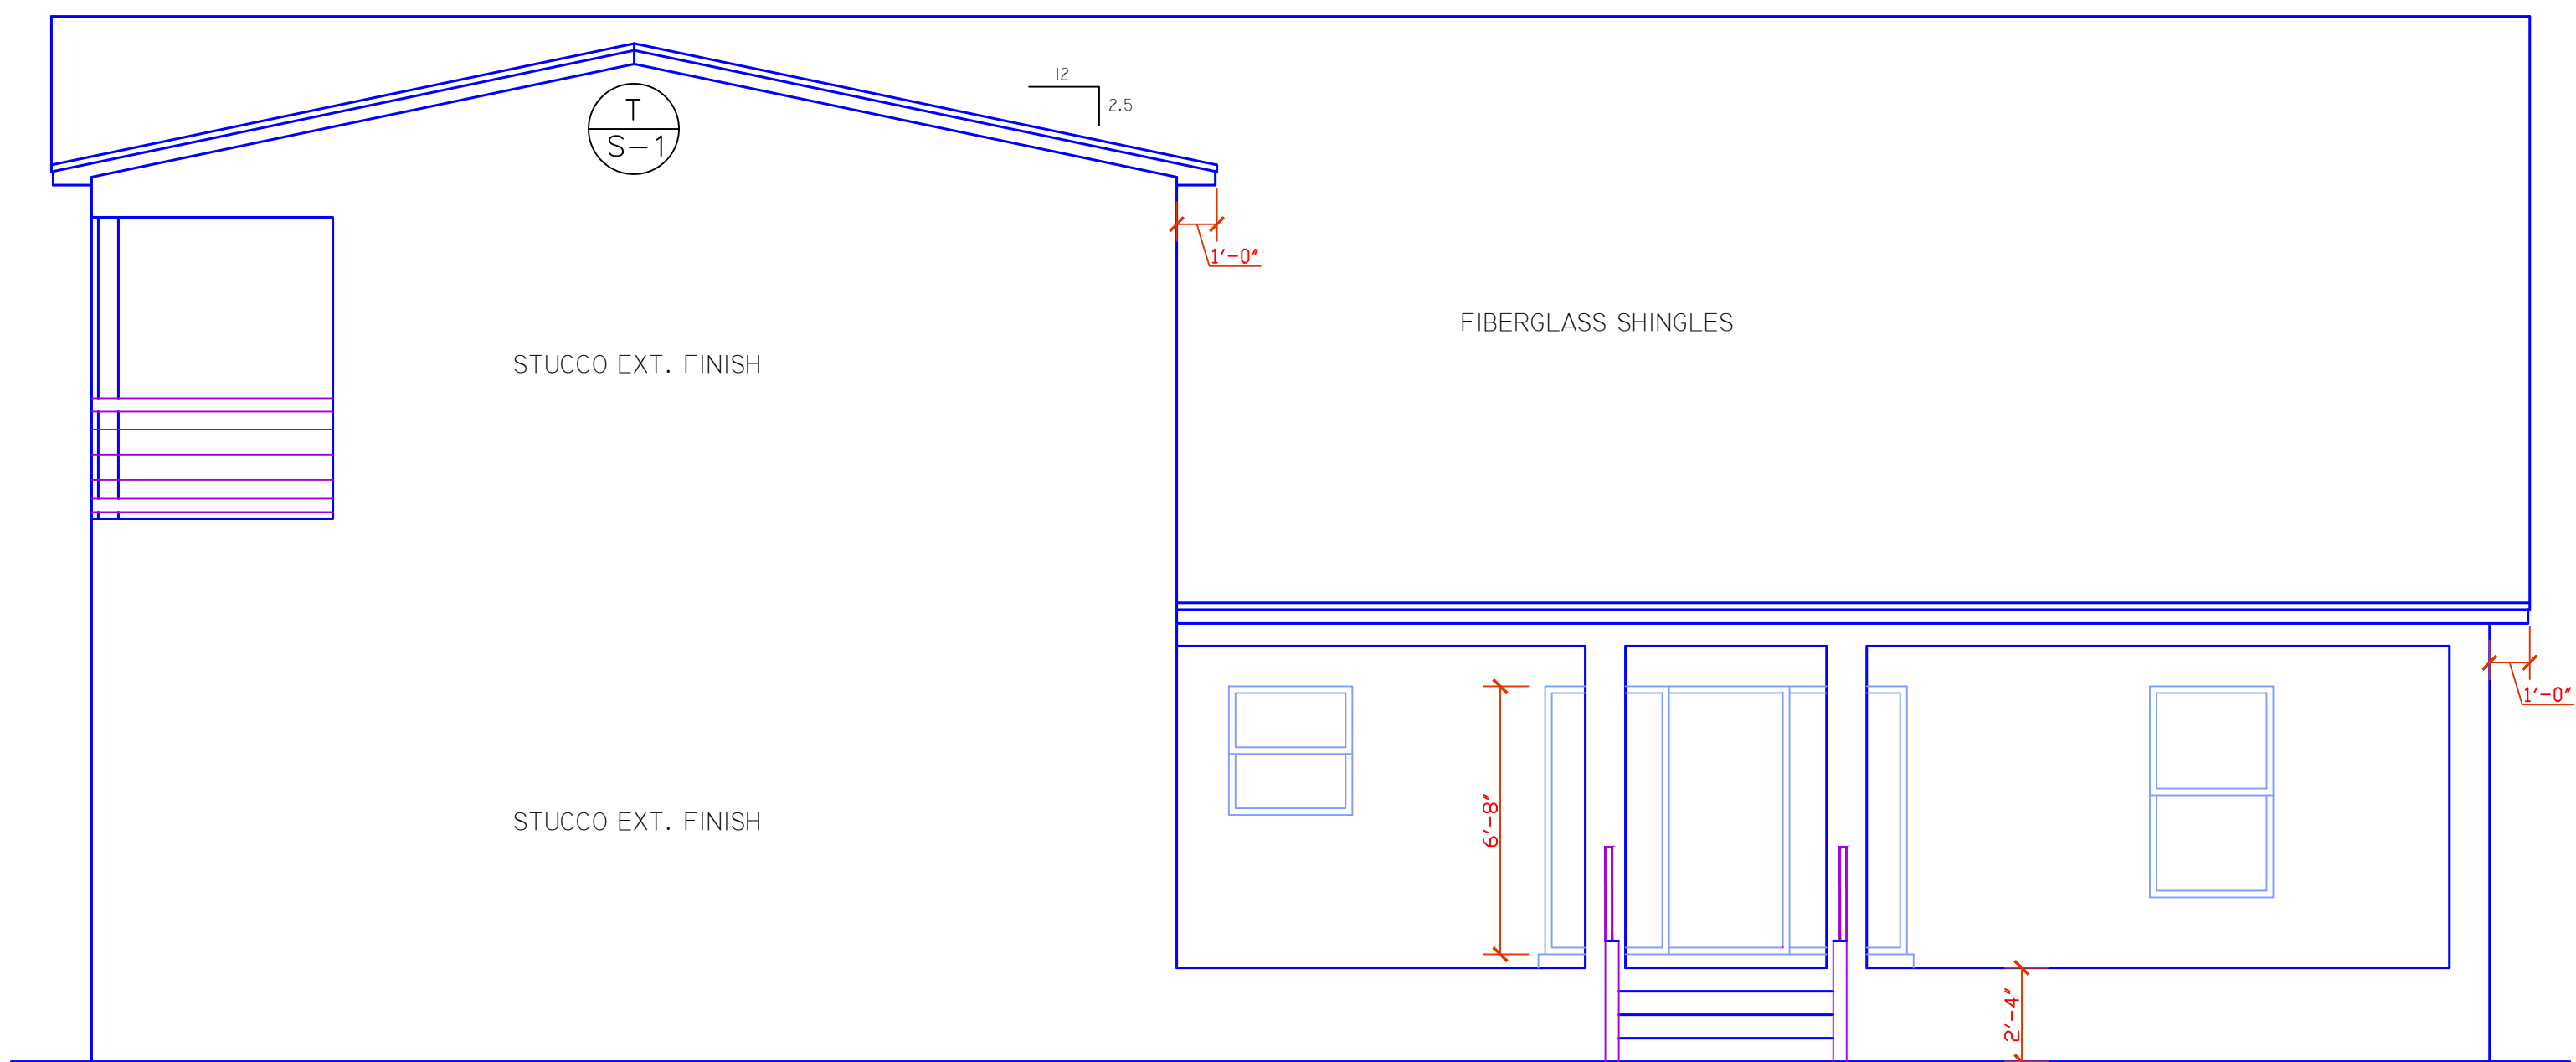 12
2.5
T
S-1
1'-0"
FIBERGLASS SHINGLES
STUCCO EXT. FINISH
1'-0"
6'-8"
STUCCO EXT. FINISH
2'-4"